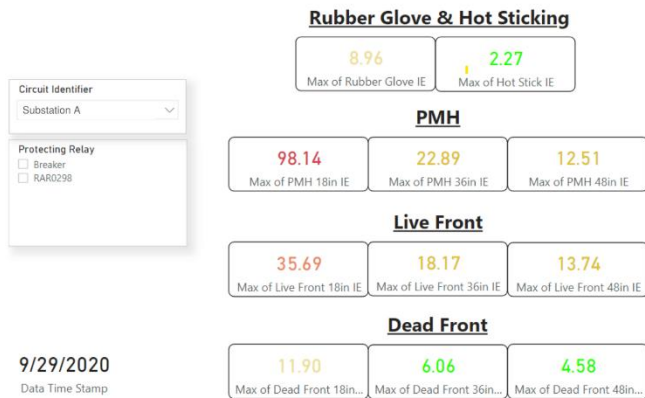 Rubber Glove & Hot Sticking
8.96
Max of Rubber Glove IE
2.27
Max of Hot Stick IE
Circuit Identifier
Substation A
Protecting Relay
Breaker
RAR0298
PMH
98.14
Max of PMH 18in IE
22.89
Max of PMH 36in IE
12.51
Max of PMH 48in IE
Live Front
35.69
Max of Live Front 18in IE
18.17
Max of Live Front 36in IE
13.74
Max of Live Front 48in IE
Dead Front
11.90
Max of Dead Front 18in...
6.06
Max of Dead Front 36in...
4.58
Max of Dead Front 48in...
9/29/2020
Data Time Stamp